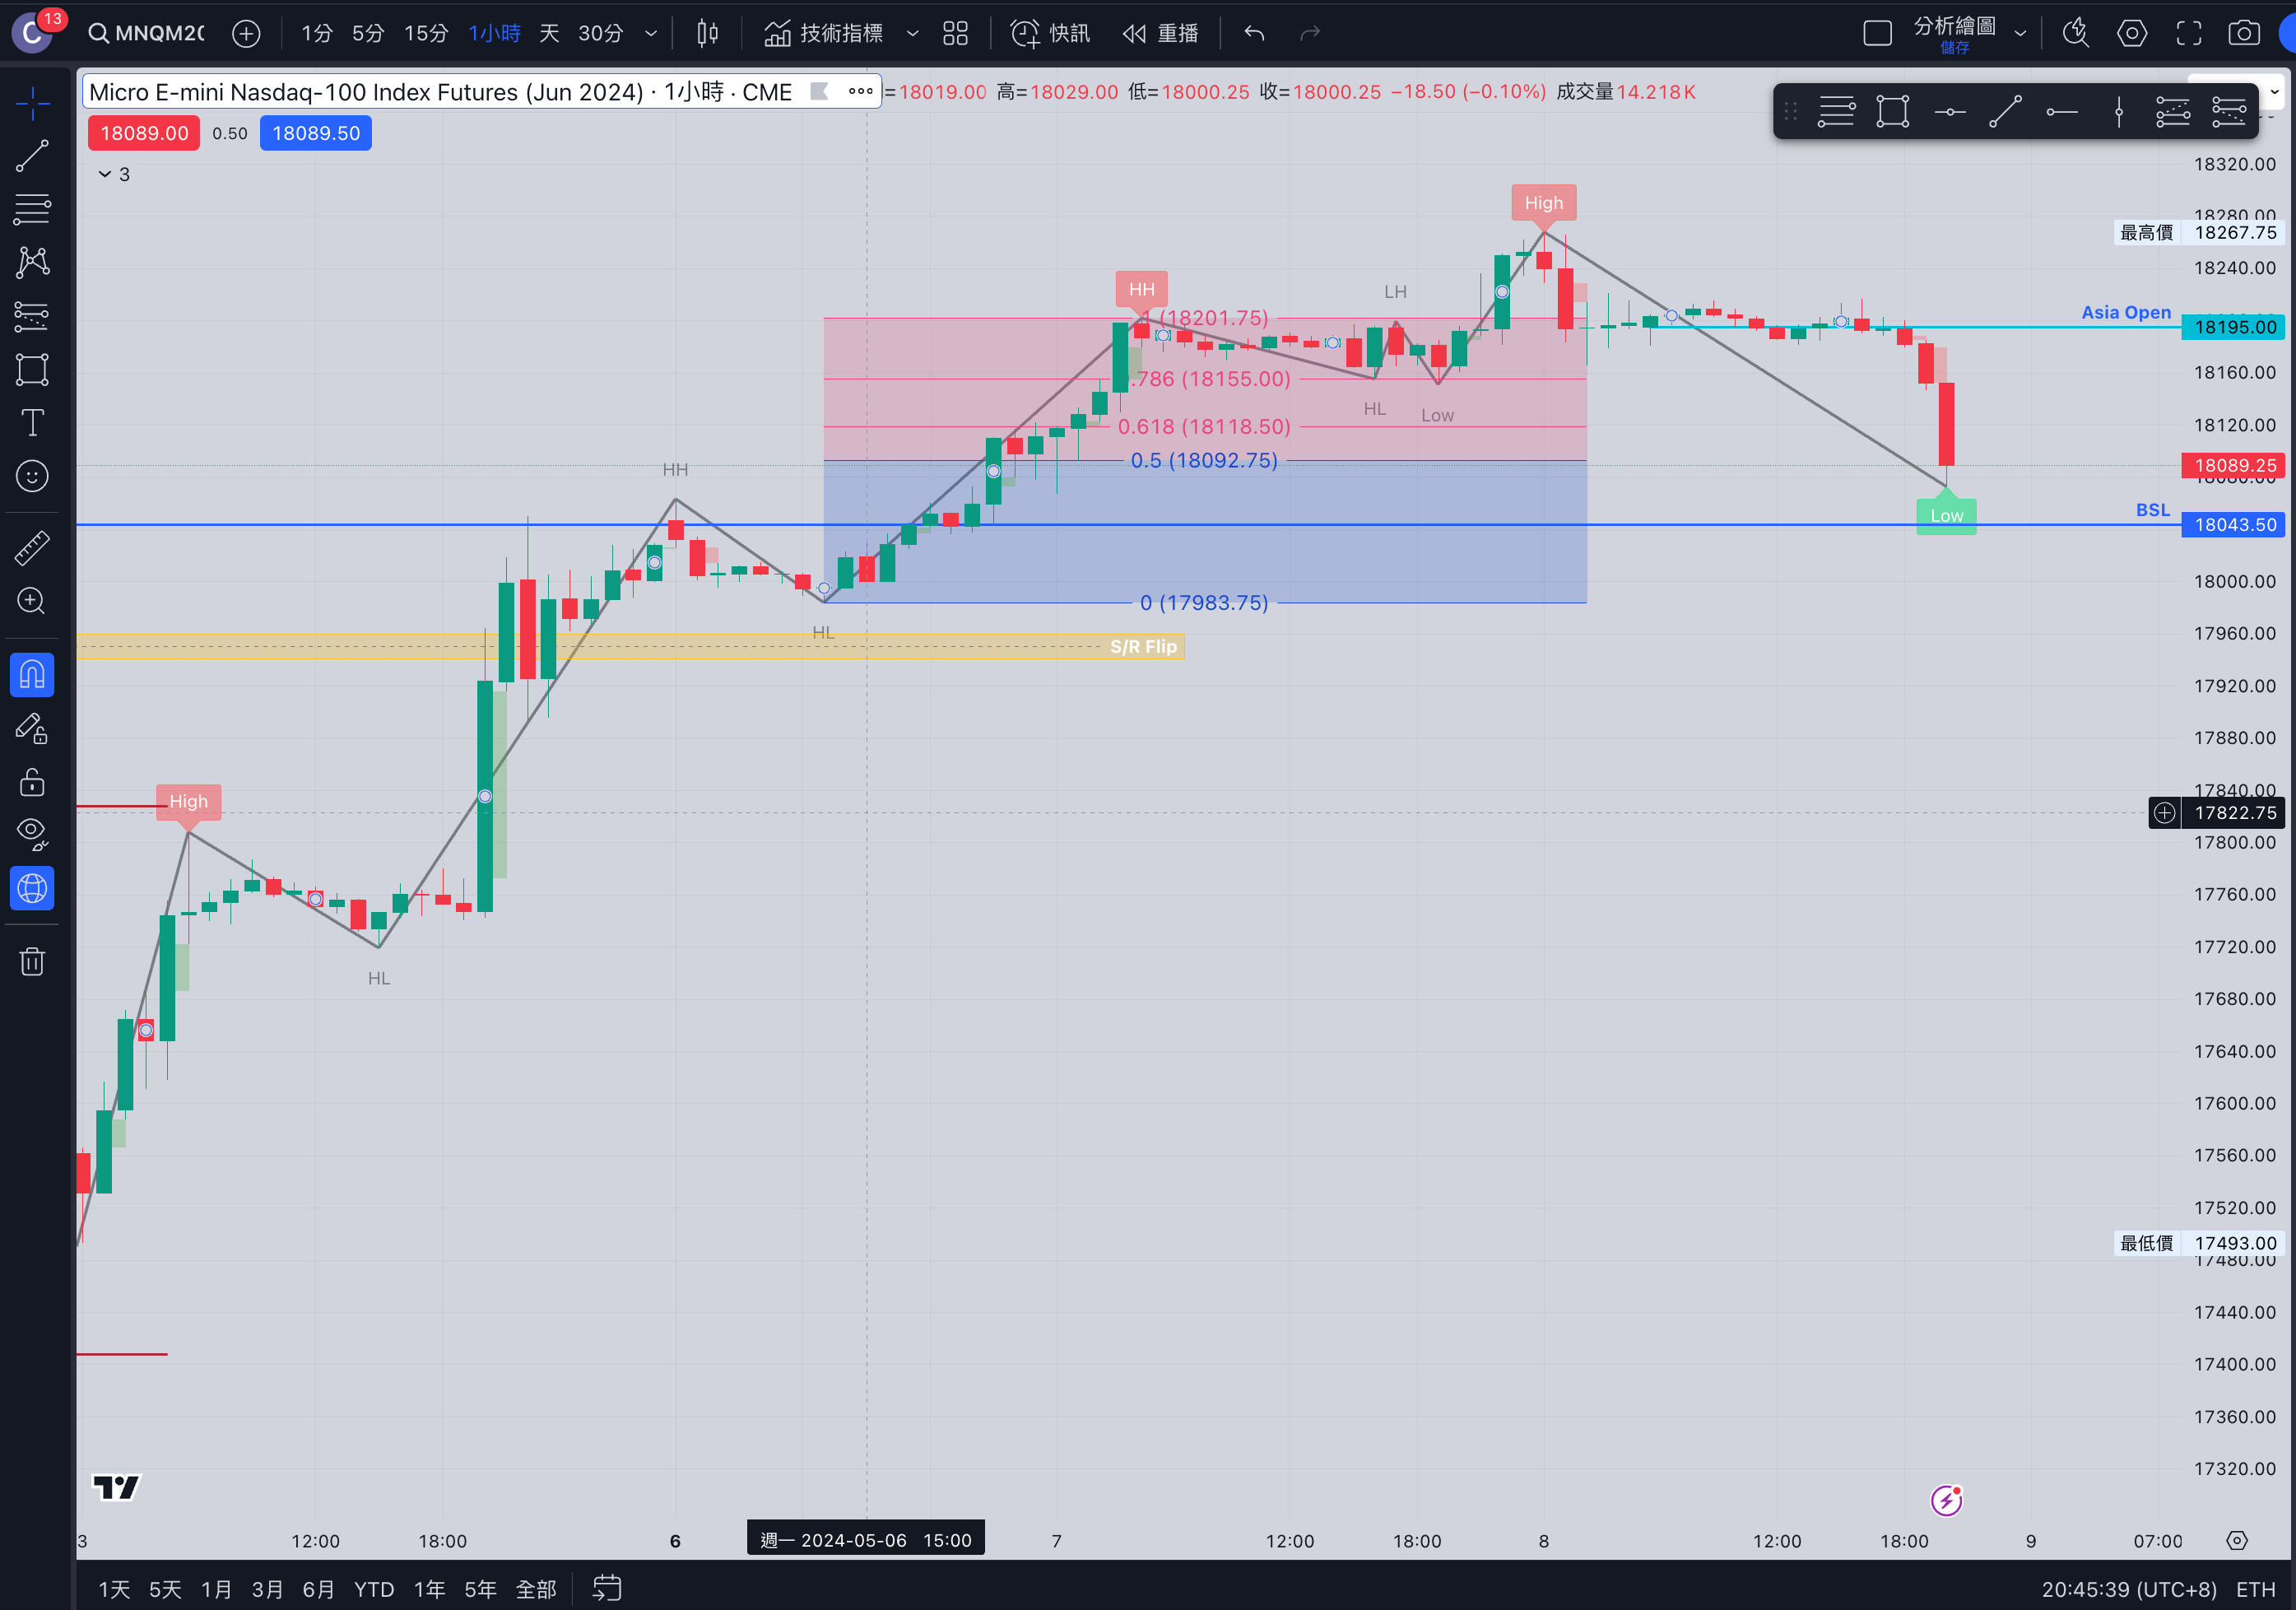 C 13 MNQM20 1分 5分 15分 1小時 天 30分 技術指標 快訊 重播 分析繪圖
儲存
Micro E-mini Nasdaq-100 Index Futures (Jun 2024) · 1小時 · CME =18019.00 高=18029.00 低=18000.25 收=18000.25 −18.50 (−0.10%) 成交量14.218K
18089.00 0.50 18089.50
3
18320.00
High
18280.00
最高價 18267.75
18240.00
HH
LH
Asia Open
1 (18201.75)
18195.00
18160.00
.786 (18155.00)
HL
Low
18120.00
0.618 (18118.50)
0.5 (18092.75)
18089.25
HH
18080.00
BSL
Low
18043.50
18000.00
0 (17983.75)
HL
17960.00
S/R Flip
17920.00
17880.00
17840.00
High
17822.75
17800.00
17760.00
17720.00
HL
17680.00
17640.00
17600.00
17560.00
17520.00
最低價 17493.00
17480.00
17440.00
17400.00
17360.00
17320.00
3 12:00 18:00 6 週一 2024-05-06 15:00 7 12:00 18:00 8 12:00 18:00 9 07:00
1天 5天 1月 3月 6月 YTD 1年 5年 全部 20:45:39 (UTC+8) ETH